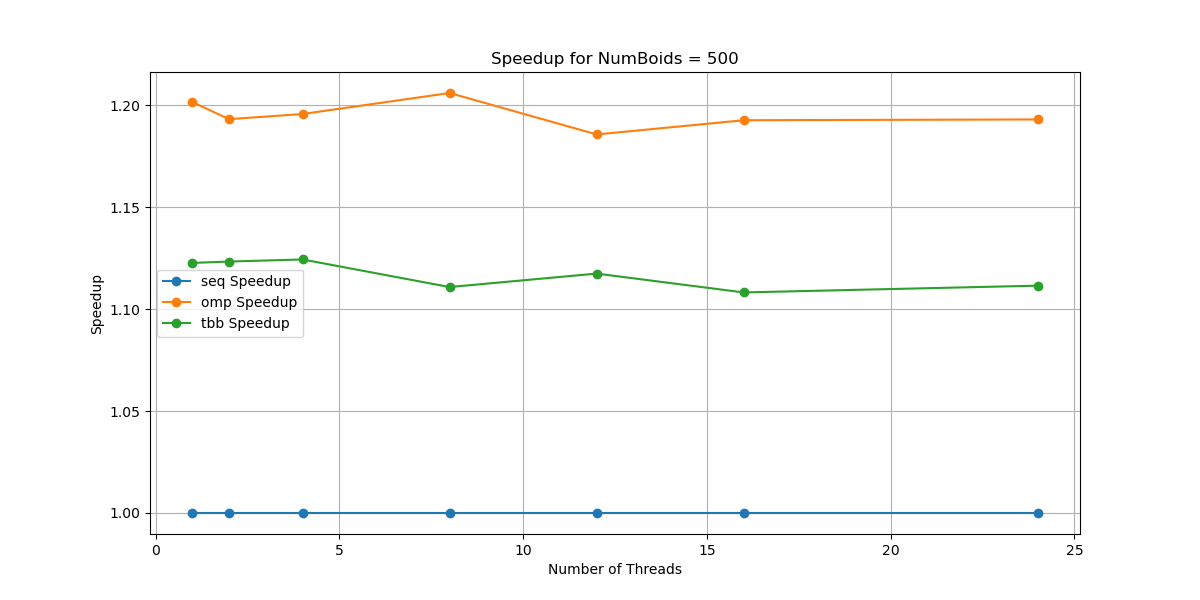 Speedup for NumBoids = 500
1.20
1.15
1.10
1.05
1.00
Speedup
seq Speedup
omp Speedup
tbb Speedup
0
5
10
15
20
25
Number of Threads